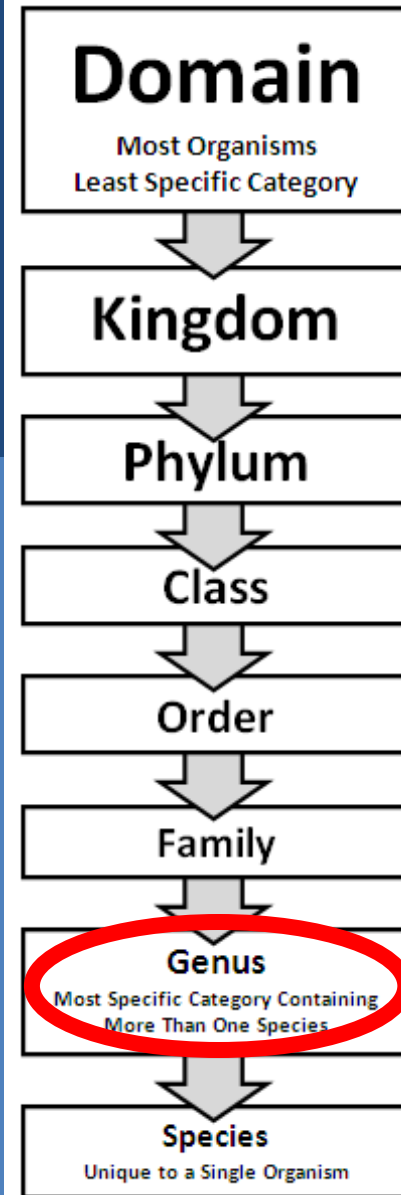 Domain
Most Organisms
Least Specific Category
Kingdom
Phylum
Class
Order
Family
Genus
Most Specific Category Containing
More Than One Species
Species
Unique to a Single Organism